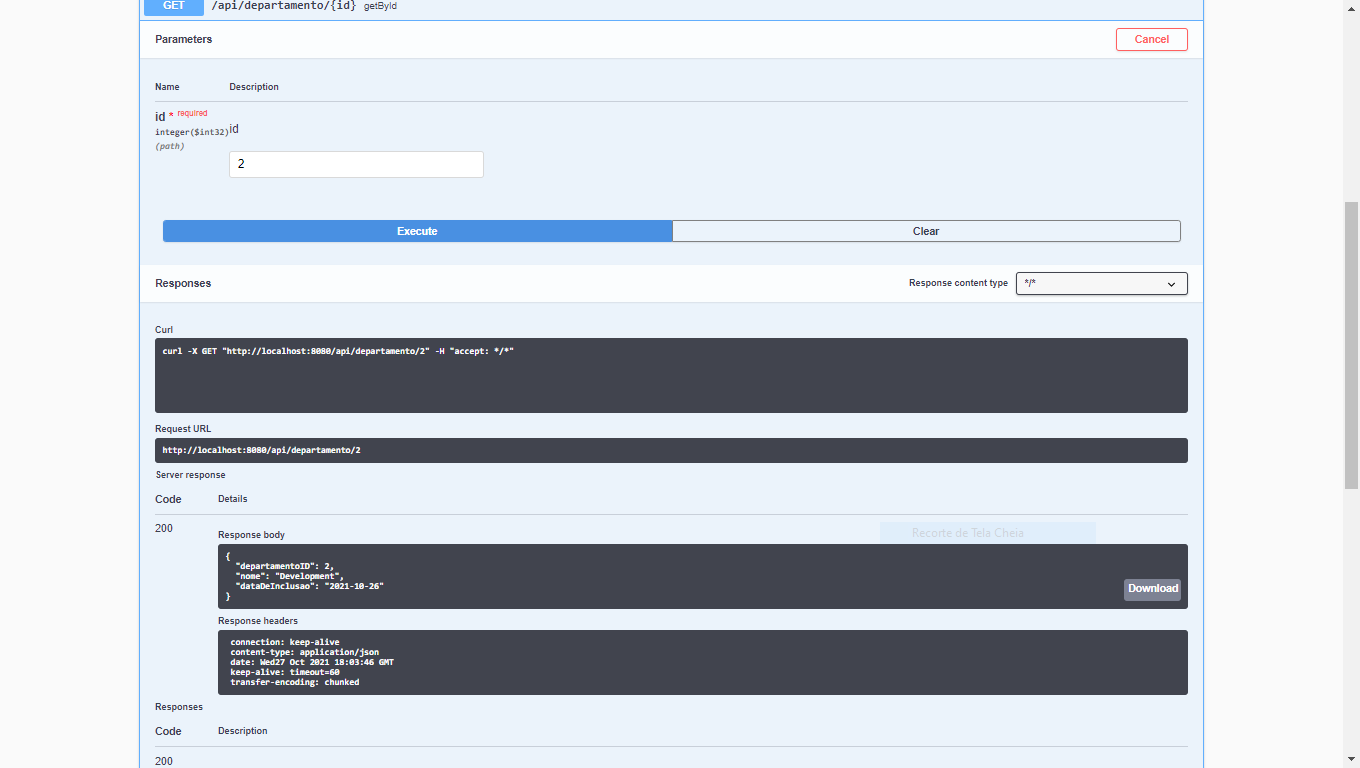 GET /api/departamento/{id} getById
Parameters
Cancel
Name Description
id * required
integer($int32)
(path)
id
2
Execute Clear
Responses Response content type */*
Curl
curl -X GET "http://localhost:8080/api/departamento/2" -H "accept: */*"
Request URL
http://localhost:8080/api/departamento/2
Server response
Code Details
200
Recorte de Tela Cheia
Response body
{
"departamentoID": 2,
"nome": "Development",
"dataDeInclusao": "2021-10-26"
}
Download
Response headers
connection: keep-alive
content-type: application/json
date: Wed27 Oct 2021 18:03:46 GMT
keep-alive: timeout=60
transfer-encoding: chunked
Responses
Code Description
200